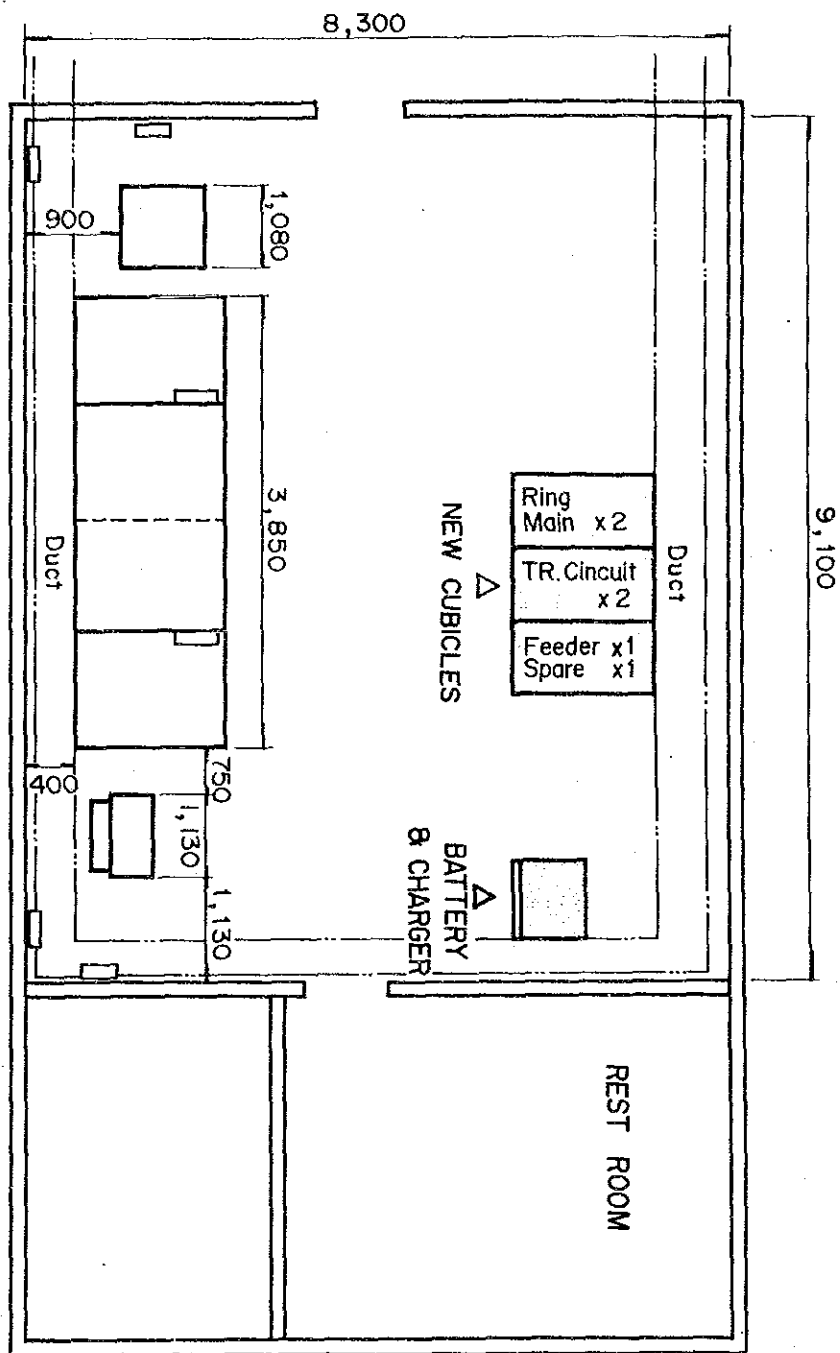 8,300
9,100
900
1,080
3,850
Duct
400
750
1,130
1,130
Duct
Ring
Main x2
TR.Cincuit
x2
Feeder x1
Spare x1
NEW CUBICLES
BATTERY
& CHARGER
REST ROOM